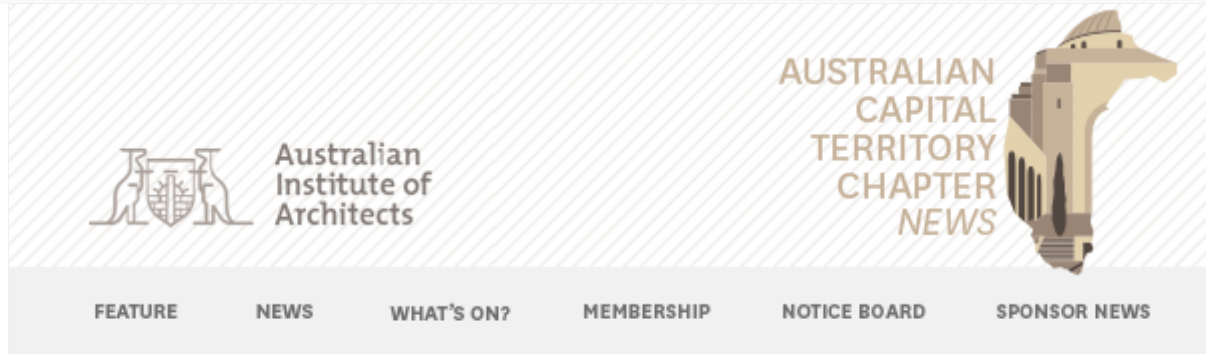 AUSTRALIAN
CAPITAL
TERRITORY
CHAPTER
NEWS
Australian
Institute of
Architects
FEATURE NEWS WHAT'S ON? MEMBERSHIP NOTICE BOARD SPONSOR NEWS